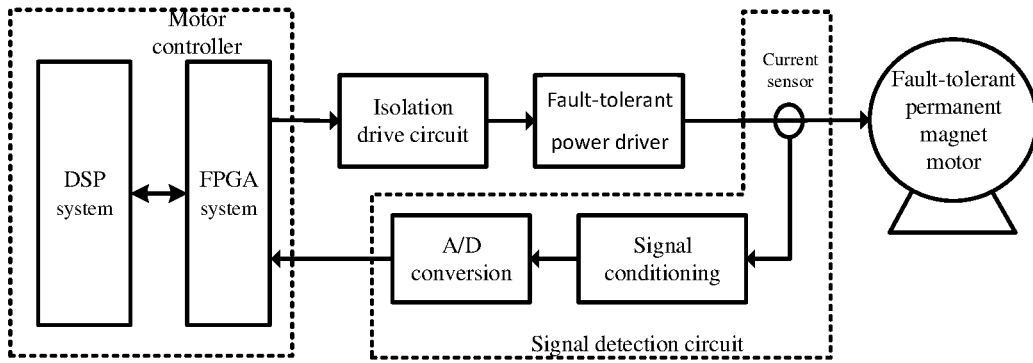 Motor
controller
DSP
system
FPGA
system
Isolation
drive circuit
Fault-tolerant
power driver
Current
sensor
Fault-tolerant
permanent
magnet
motor
A/D
conversion
Signal
conditioning
Signal detection circuit